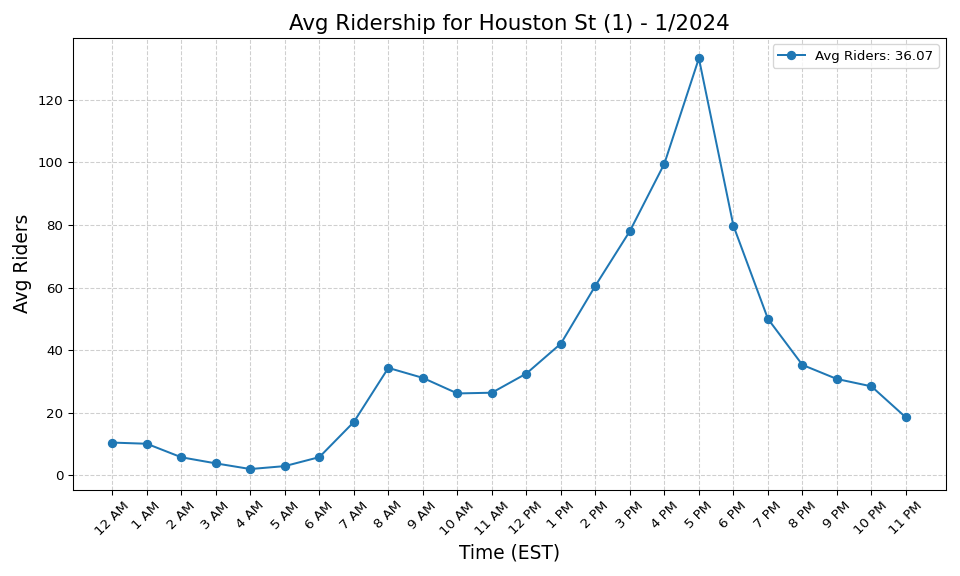 Avg Ridership for Houston St (1) - 1/2024
Avg Riders: 36.07
Avg Riders
120
100
80
60
40
20
0
12 AM
1 AM
2 AM
3 AM
4 AM
5 AM
6 AM
7 AM
8 AM
9 AM
10 AM
11 AM
12 PM
1 PM
2 PM
3 PM
4 PM
5 PM
6 PM
7 PM
8 PM
9 PM
10 PM
11 PM
Time (EST)